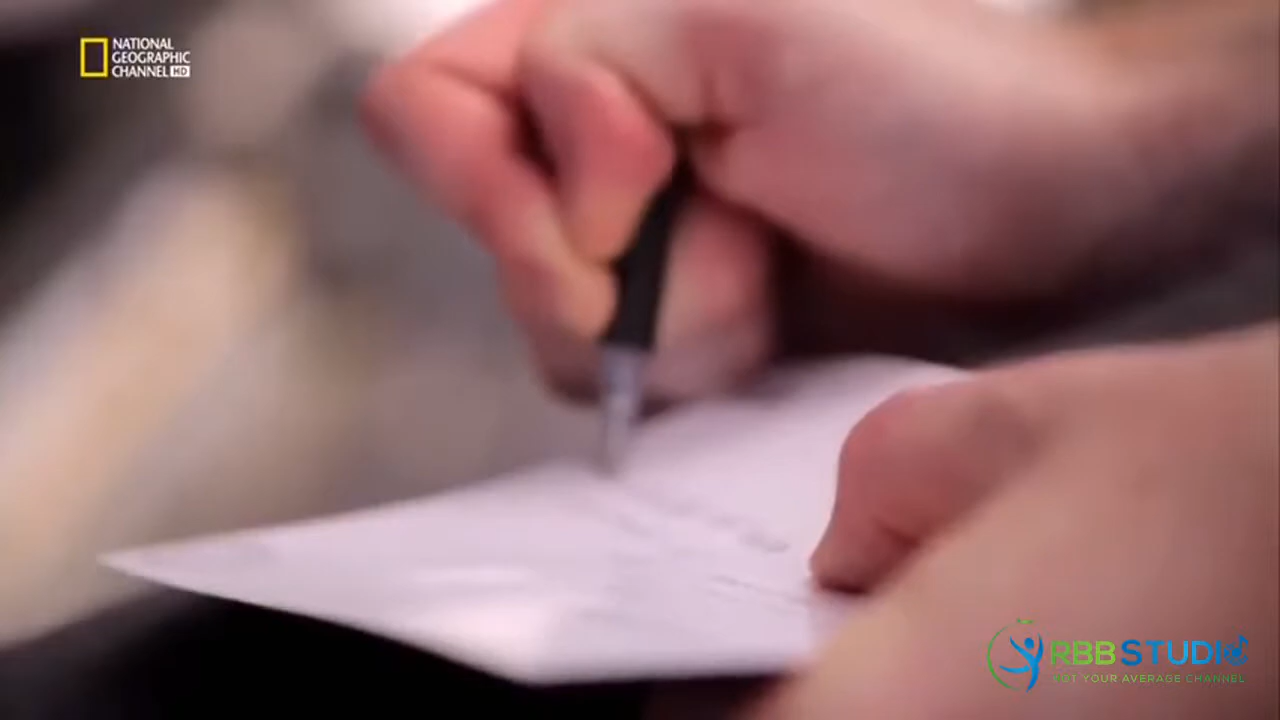 NATIONAL
GEOGRAPHIC
CHANNEL HD
RBB STUDIO
NOT YOUR AVERAGE CHANNEL